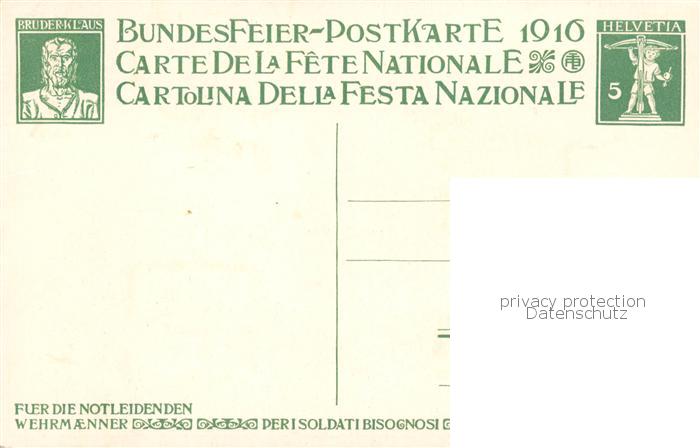 BRUDER·KLAUS
BUNDESFEIER-POSTKARTE 1916
CARTE DE LA FÊTE NATIONALE
CARTOLINA DELLA FESTA NAZIONALE
HELVETIA
5
privacy protection
Datenschutz
FUER DIE NOTLEIDENDEN
WEHRMÆNNER PER I SOLDATI BISOGNOSI